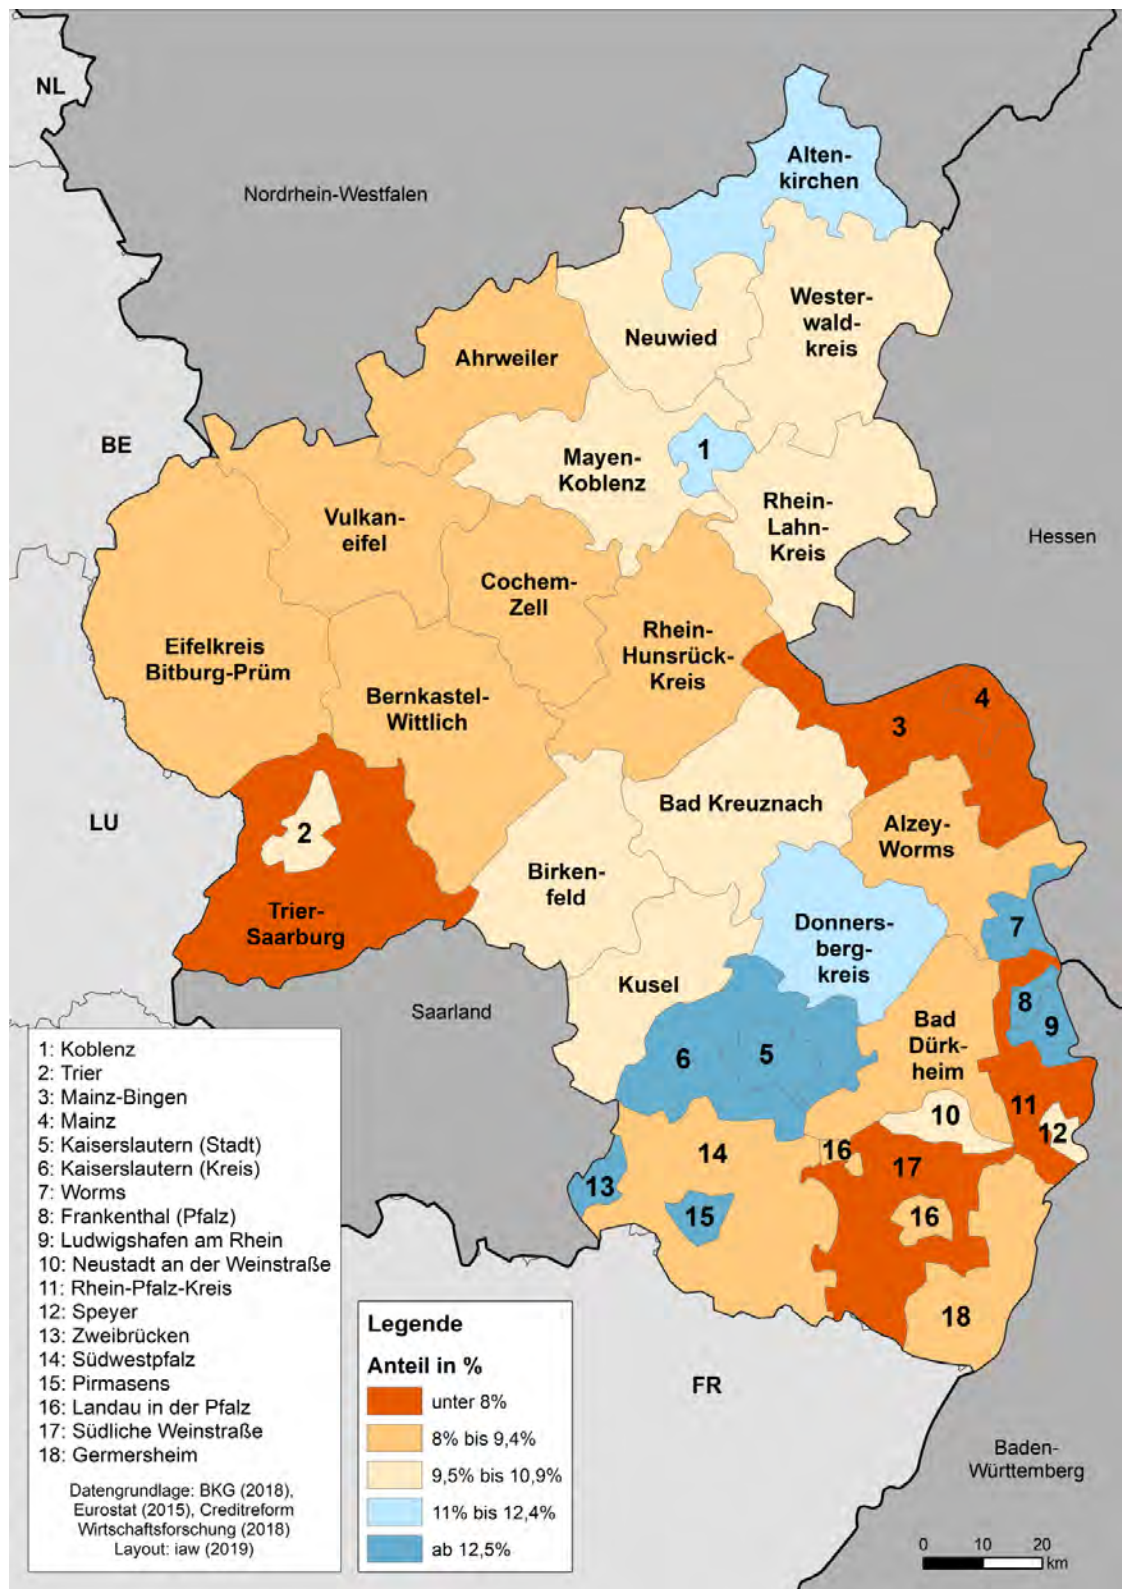 NL
Nordrhein-Westfalen
Alten-
kirchen
Wester-
wald-
kreis
Neuwied
Ahrweiler
BE
1
Mayen-
Koblenz
Rhein-
Lahn-
Kreis
Hessen
Vulkan-
eifel
Cochem-
Zell
Eifelkreis
Bitburg-Prüm
Rhein-
Hunsrück-
Kreis
Bernkastel-
Wittlich
4
3
LU
2
Bad Kreuznach
Alzey-
Worms
Birken-
feld
Trier-
Saarburg
Donners-
berg-
kreis
7
Kusel
Saarland
8
9
Bad
Dürk-
heim
6
5
11
10
12
14
16
17
13
15
16
18
FR
Baden-
Württemberg
1: Koblenz
2: Trier
3: Mainz-Bingen
4: Mainz
5: Kaiserslautern (Stadt)
6: Kaiserslautern (Kreis)
7: Worms
8: Frankenthal (Pfalz)
9: Ludwigshafen am Rhein
10: Neustadt an der Weinstraße
11: Rhein-Pfalz-Kreis
12: Speyer
13: Zweibrücken
14: Südwestpfalz
15: Pirmasens
16: Landau in der Pfalz
17: Südliche Weinstraße
18: Germersheim
Datengrundlage: BKG (2018),
Eurostat (2015), Creditreform
Wirtschaftsforschung (2018)
Layout: iaw (2019)
Legende
Anteil in %
unter 8%
8% bis 9,4%
9,5% bis 10,9%
11% bis 12,4%
ab 12,5%
0 10 20
km